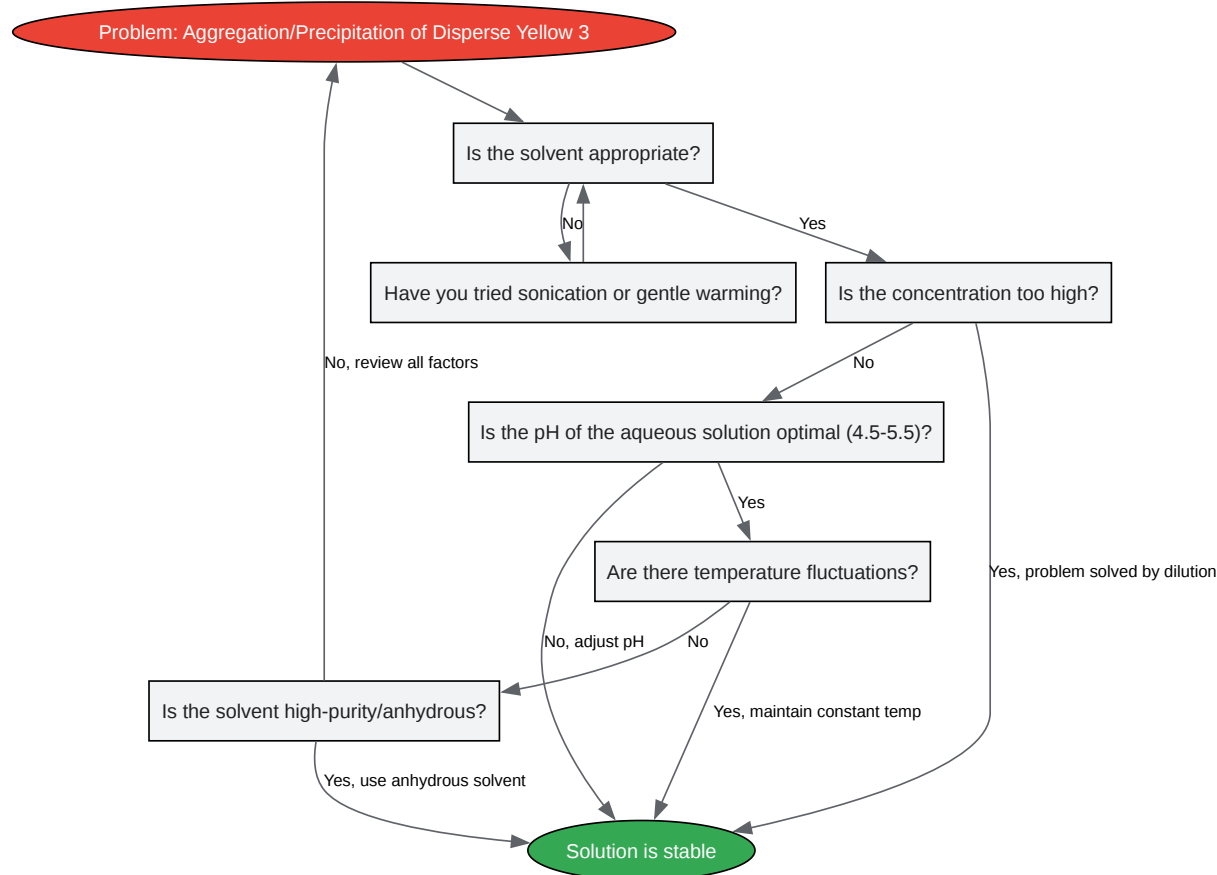 Problem: Aggregation/Precipitation of Disperse Yellow 3
Is the solvent appropriate?
No
Yes
Have you tried sonication or gentle warming?
Is the concentration too high?
No, review all factors
No
Is the pH of the aqueous solution optimal (4.5-5.5)?
Yes
Are there temperature fluctuations?
Yes, problem solved by dilution
No, adjust pH
No
Is the solvent high-purity/anhydrous?
Yes, maintain constant temp
Yes, use anhydrous solvent
Solution is stable